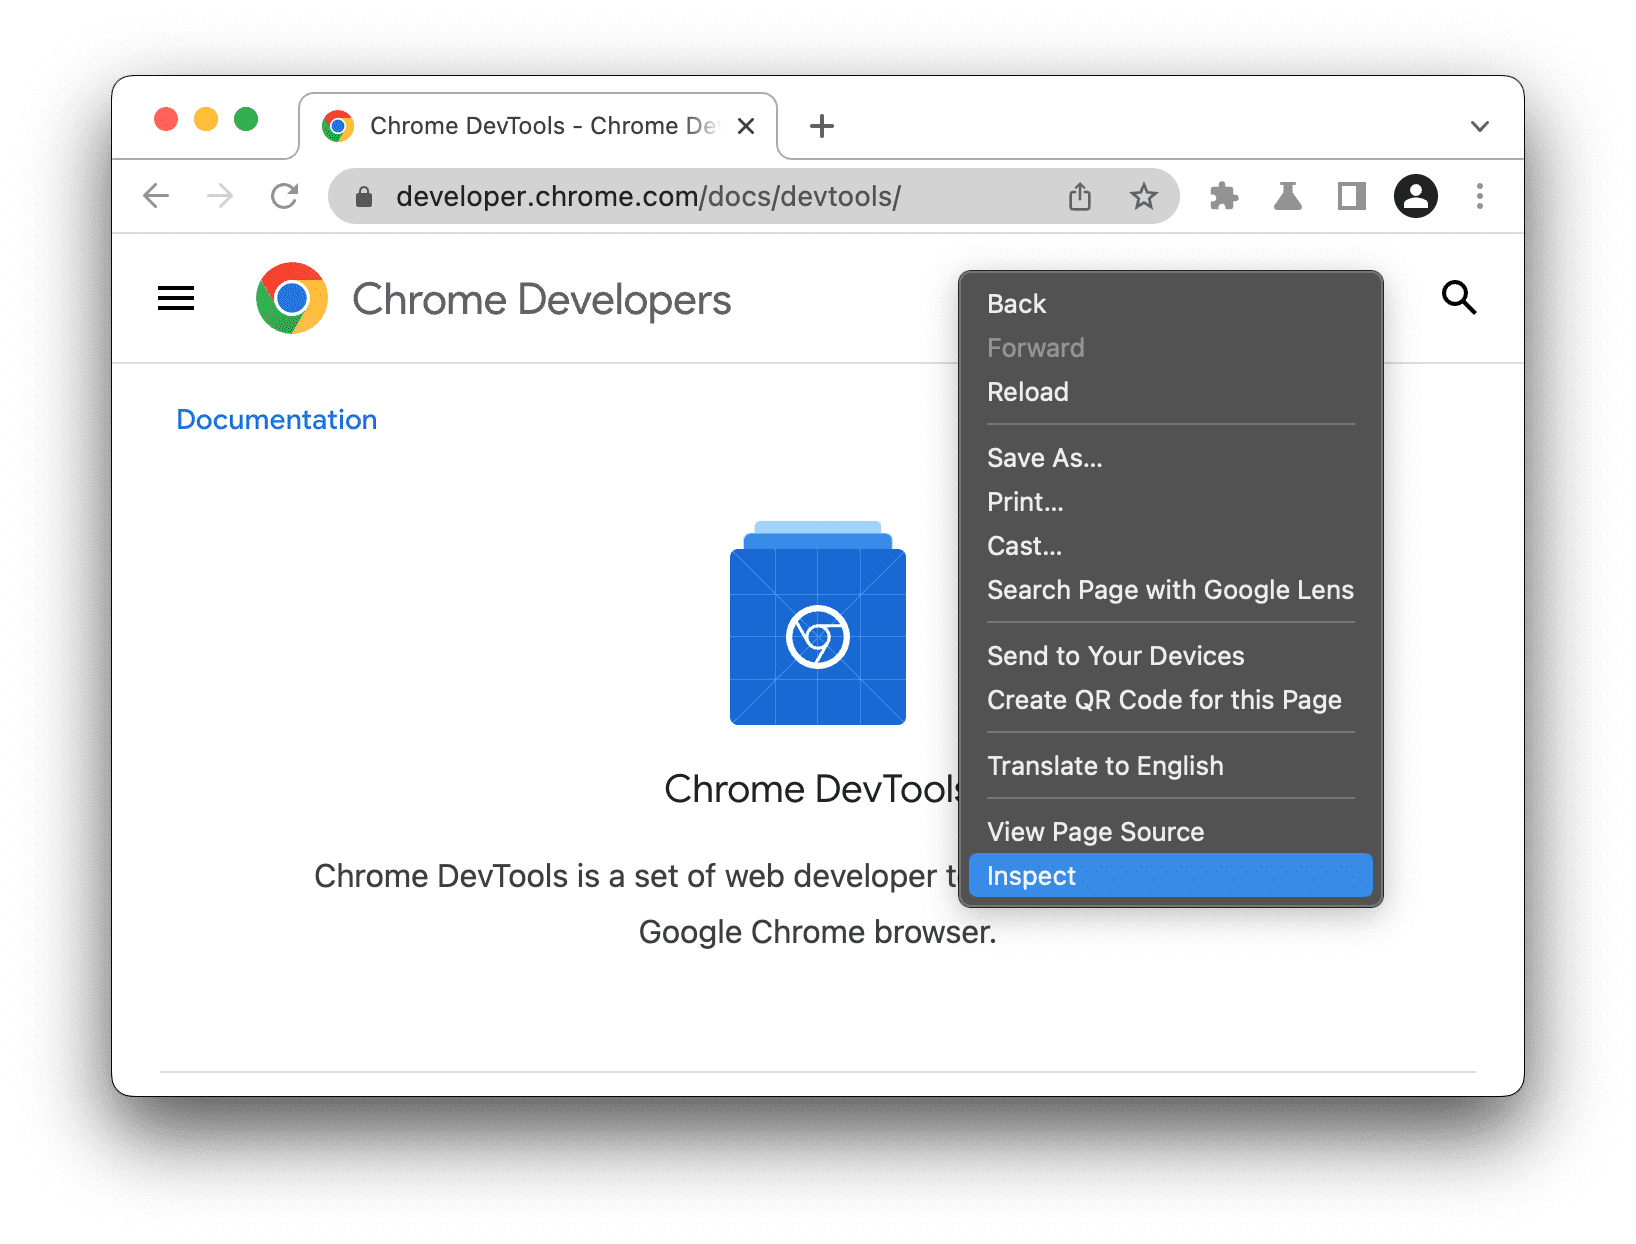 Chrome DevTools - Chrome De
developer.chrome.com/docs/devtools/
Chrome Developers
Documentation
Chrome DevTools
Chrome DevTools is a set of web developer
Google Chrome browser.
Back
Forward
Reload
Save As...
Print...
Cast...
Search Page with Google Lens
Send to Your Devices
Create QR Code for this Page
Translate to English
View Page Source
Inspect